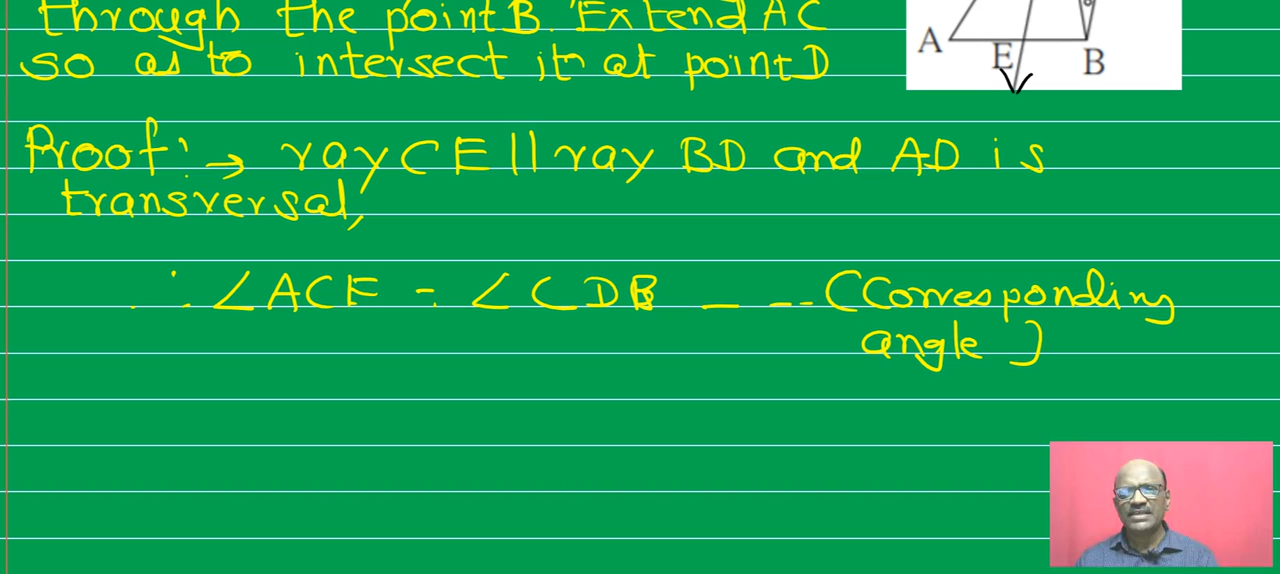 through the point B. Extend AC
so as to intersect it at point D
A
E
B
Proof:→ ray CE || ray BD and AD is
transversal,
∴ ∠ACE = ∠CDB _ _ -- (Corresponding
angle)